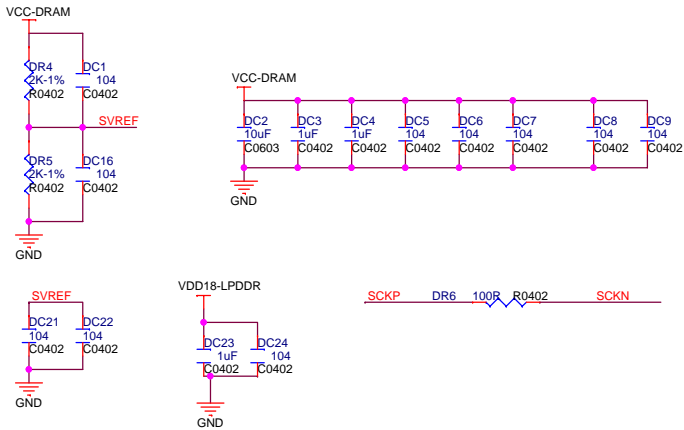 VCC-DRAM
DR4
2K-1%
R0402
DC1
104
C0402
SVREF
DR5
2K-1%
R0402
DC16
104
C0402
GND
VCC-DRAM
DC2
10uF
C0603
DC3
1uF
C0402
DC4
1uF
C0402
DC5
104
C0402
DC6
104
C0402
DC7
104
C0402
DC8
104
C0402
DC9
104
C0402
GND
SVREF
DC21
104
C0402
DC22
104
C0402
GND
VDD18-LPDDR
DC23
1uF
C0402
DC24
104
C0402
GND
SCKP DR6 100R R0402 SCKN